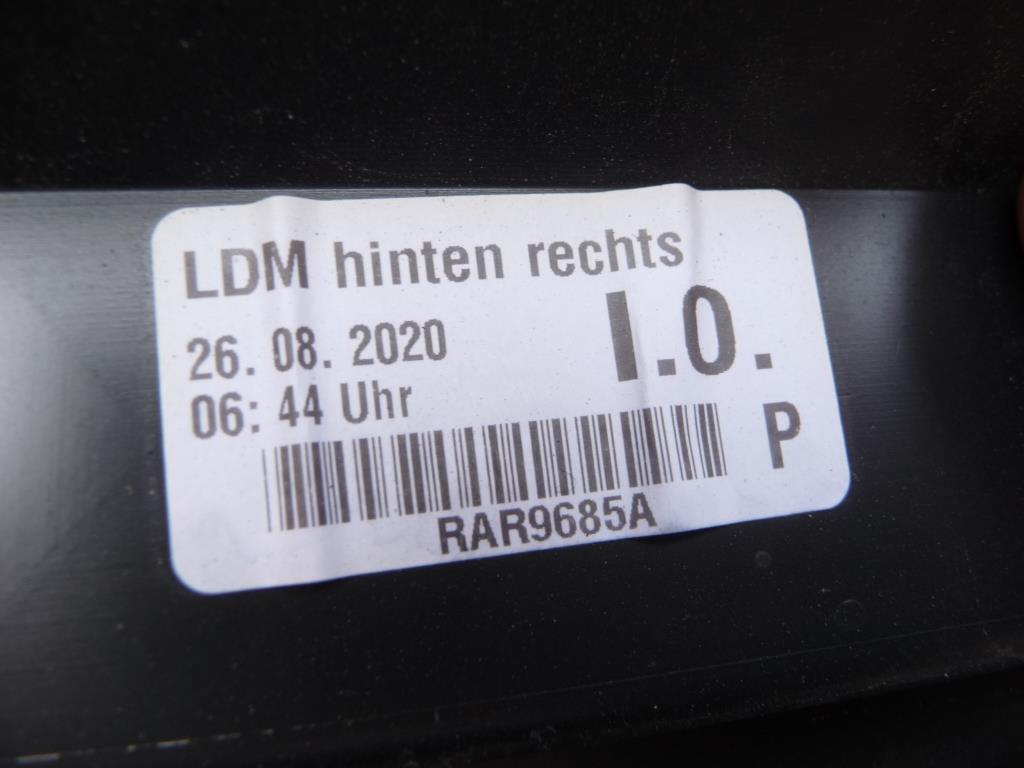 LDM hinten rechts
26. 08. 2020
I.O.
06: 44 Uhr
P
RAR9685A